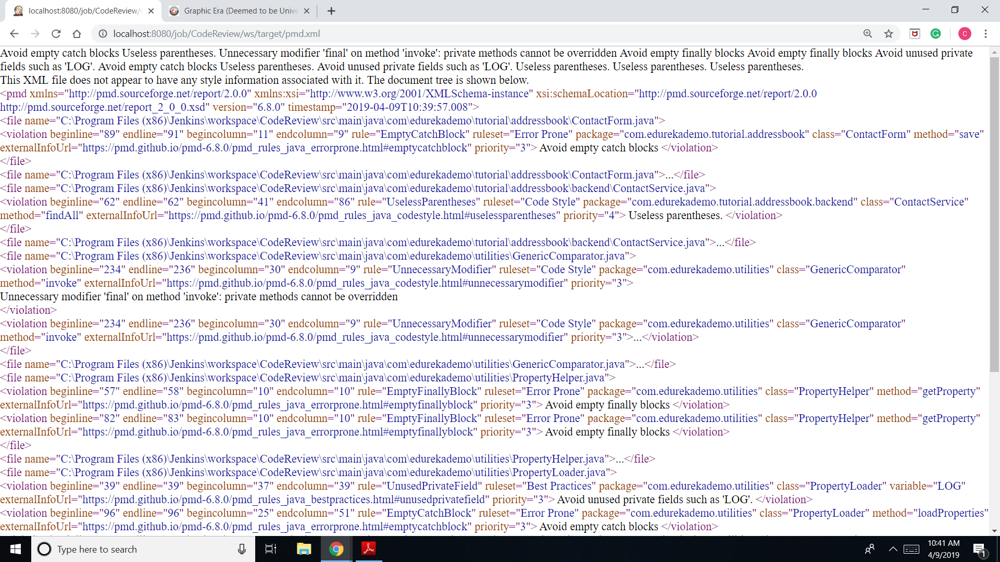 localhost:8080/job/CodeReview/
Graphic Era (Deemed to be Unive
localhost:8080/job/CodeReview/ws/target/pmd.xml
C
Avoid empty catch blocks Useless parentheses. Unnecessary modifier 'final' on method 'invoke': private methods cannot be overridden Avoid empty finally blocks Avoid empty finally blocks Avoid unused private
fields such as 'LOG'. Avoid empty catch blocks Useless parentheses. Avoid unused private fields such as 'LOG'. Useless parentheses. Useless parentheses. Useless parentheses.
This XML file does not appear to have any style information associated with it. The document tree is shown below.
<pmd xmlns="http://pmd.sourceforge.net/report/2.0.0" xmlns:xsi="http://www.w3.org/2001/XMLSchema-instance" xsi:schemaLocation="http://pmd.sourceforge.net/report/2.0.0
http://pmd.sourceforge.net/report_2_0_0.xsd" version="6.8.0" timestamp="2019-04-09T10:39:57.008">
<file name="C:\Program Files (x86)\Jenkins\workspace\CodeReview\src\main\java\com\edurekademo\tutorial\addressbook\ContactForm.java">
<violation beginline="89" endline="91" begincolumn="11" endcolumn="9" rule="EmptyCatchBlock" ruleset="Error Prone" package="com.edurekademo.tutorial.addressbook" class="ContactForm" method="save"
externalInfoUrl="https://pmd.github.io/pmd-6.8.0/pmd_rules_java_errorprone.html#emptycatchblock" priority="3"> Avoid empty catch blocks </violation>
</file>
<file name="C:\Program Files (x86)\Jenkins\workspace\CodeReview\src\main\java\com\edurekademo\tutorial\addressbook\ContactForm.java">...</file>
<file name="C:\Program Files (x86)\Jenkins\workspace\CodeReview\src\main\java\com\edurekademo\tutorial\addressbook\backend\ContactService.java">
<violation beginline="62" endline="62" begincolumn="41" endcolumn="86" rule="UselessParentheses" ruleset="Code Style" package="com.edurekademo.tutorial.addressbook.backend" class="ContactService"
method="findAll" externalInfoUrl="https://pmd.github.io/pmd-6.8.0/pmd_rules_java_codestyle.html#uselessparentheses" priority="4"> Useless parentheses. </violation>
</file>
<file name="C:\Program Files (x86)\Jenkins\workspace\CodeReview\src\main\java\com\edurekademo\tutorial\addressbook\backend\ContactService.java">...</file>
<file name="C:\Program Files (x86)\Jenkins\workspace\CodeReview\src\main\java\com\edurekademo\utilities\GenericComparator.java">
<violation beginline="234" endline="236" begincolumn="30" endcolumn="9" rule="UnnecessaryModifier" ruleset="Code Style" package="com.edurekademo.utilities" class="GenericComparator"
method="invoke" externalInfoUrl="https://pmd.github.io/pmd-6.8.0/pmd_rules_java_codestyle.html#unnecessarymodifier" priority="3">
Unnecessary modifier 'final' on method 'invoke': private methods cannot be overridden
</violation>
<violation beginline="234" endline="236" begincolumn="30" endcolumn="9" rule="UnnecessaryModifier" ruleset="Code Style" package="com.edurekademo.utilities" class="GenericComparator"
method="invoke" externalInfoUrl="https://pmd.github.io/pmd-6.8.0/pmd_rules_java_codestyle.html#unnecessarymodifier" priority="3">...</violation>
</file>
<file name="C:\Program Files (x86)\Jenkins\workspace\CodeReview\src\main\java\com\edurekademo\utilities\GenericComparator.java">...</file>
<file name="C:\Program Files (x86)\Jenkins\workspace\CodeReview\src\main\java\com\edurekademo\utilities\PropertyHelper.java">
<violation beginline="57" endline="58" begincolumn="10" endcolumn="10" rule="EmptyFinallyBlock" ruleset="Error Prone" package="com.edurekademo.utilities" class="PropertyHelper" method="getProperty"
externalInfoUrl="https://pmd.github.io/pmd-6.8.0/pmd_rules_java_errorprone.html#emptyfinallyblock" priority="3"> Avoid empty finally blocks </violation>
<violation beginline="82" endline="83" begincolumn="10" endcolumn="10" rule="EmptyFinallyBlock" ruleset="Error Prone" package="com.edurekademo.utilities" class="PropertyHelper" method="getProperty"
externalInfoUrl="https://pmd.github.io/pmd-6.8.0/pmd_rules_java_errorprone.html#emptyfinallyblock" priority="3"> Avoid empty finally blocks </violation>
</file>
<file name="C:\Program Files (x86)\Jenkins\workspace\CodeReview\src\main\java\com\edurekademo\utilities\PropertyHelper.java">...</file>
<file name="C:\Program Files (x86)\Jenkins\workspace\CodeReview\src\main\java\com\edurekademo\utilities\PropertyLoader.java">
<violation beginline="39" endline="39" begincolumn="37" endcolumn="39" rule="UnusedPrivateField" ruleset="Best Practices" package="com.edurekademo.utilities" class="PropertyLoader" variable="LOG"
externalInfoUrl="https://pmd.github.io/pmd-6.8.0/pmd_rules_java_bestpractices.html#unusedprivatefield" priority="3"> Avoid unused private fields such as 'LOG'. </violation>
<violation beginline="96" endline="96" begincolumn="25" endcolumn="51" rule="EmptyCatchBlock" ruleset="Error Prone" package="com.edurekademo.utilities" class="PropertyLoader" method="loadProperties"
externalInfoUrl="https://pmd.github.io/pmd-6.8.0/pmd_rules_java_errorprone.html#emptycatchblock" priority="3"> Avoid empty catch blocks </violation>
Type here to search
10:41 AM
4/9/2019
1